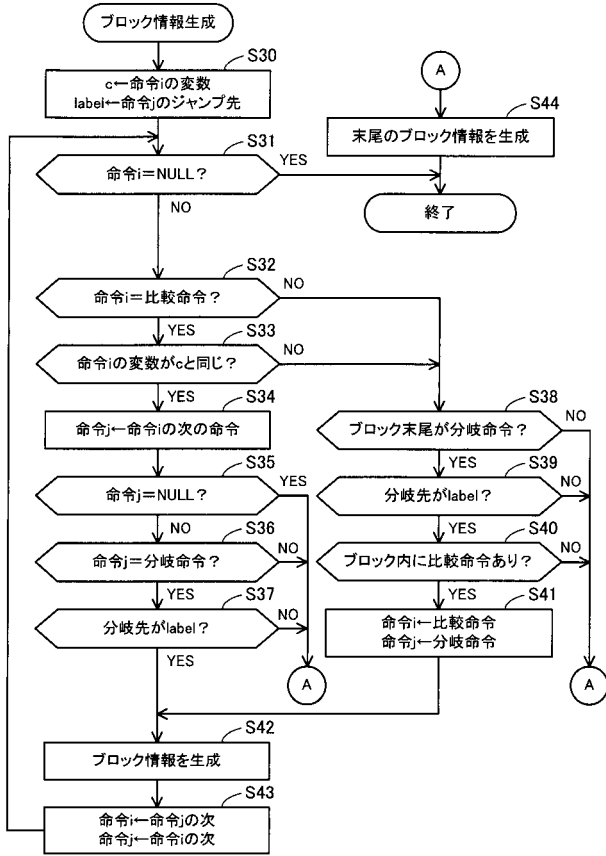 ブロック情報生成
S30
c←命令iの変数
label←命令jのジャンプ先
A
S44
末尾のブロック情報を生成
S31
命令i=NULL?
YES
NO
終了
S32
命令i=比較命令?
NO
YES
S33
命令iの変数がcと同じ?
NO
YES
S34
命令j←命令iの次の命令
S38
ブロック末尾が分岐命令?
NO
YES
S35
命令j=NULL?
YES
NO
S39
分岐先がlabel?
NO
YES
S36
命令j=分岐命令?
NO
YES
S40
ブロック内に比較命令あり?
NO
YES
S37
分岐先がlabel?
NO
YES
S41
命令i←比較命令
命令j←分岐命令
A
A
S42
ブロック情報を生成
S43
命令i←命令jの次
命令j←命令iの次